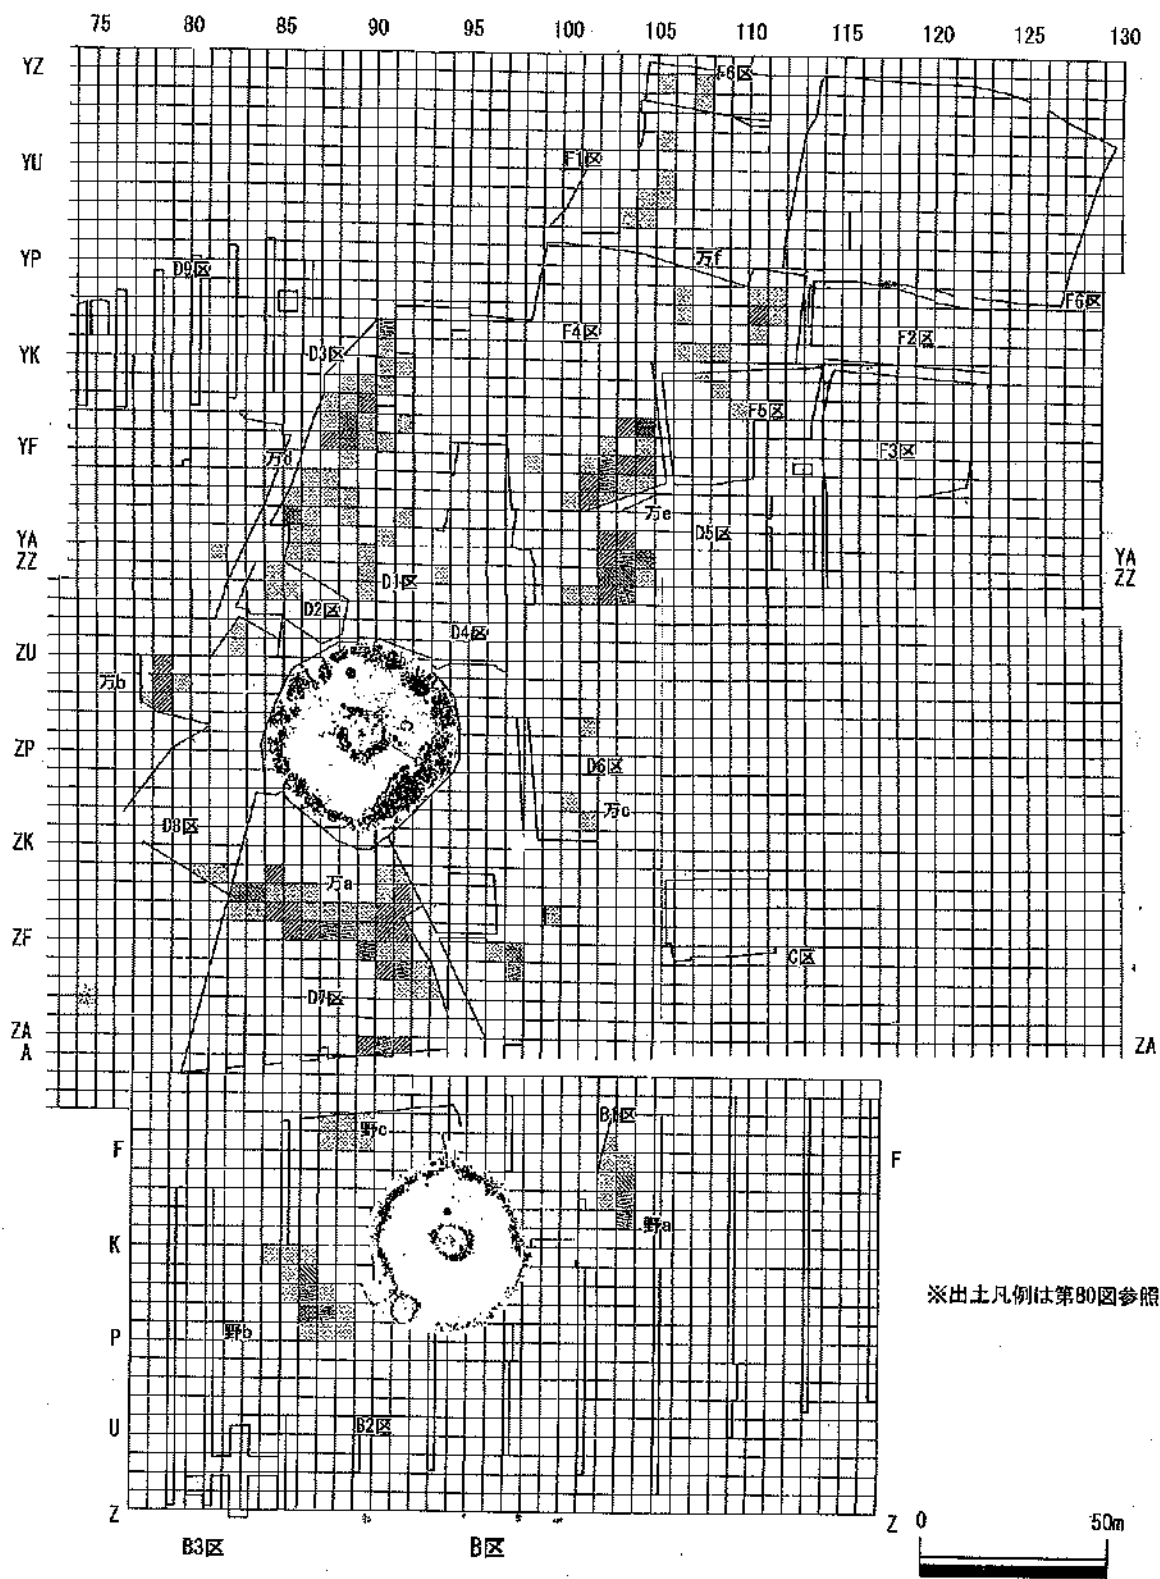 75 80 85 90 95 100 105 110 115 120 125 130
YZ
F6区
YU
F1区
YP
D9区
万f
F6区
F4区
F2区
YK
D3区
F5区
YF
万d
F3区
万e
D5区
YA
YA
ZZ
ZZ
D1区
D2区
D4区
ZU
万b
ZP
D6区
万c
D8区
ZK
万a
ZF
C区
D7区
ZA
ZA
A
B1区
野c
F
F
野a
K
※出土凡例は第80図参照
野b
P
B2区
U
Z
Z
0 50m
B3区
B区